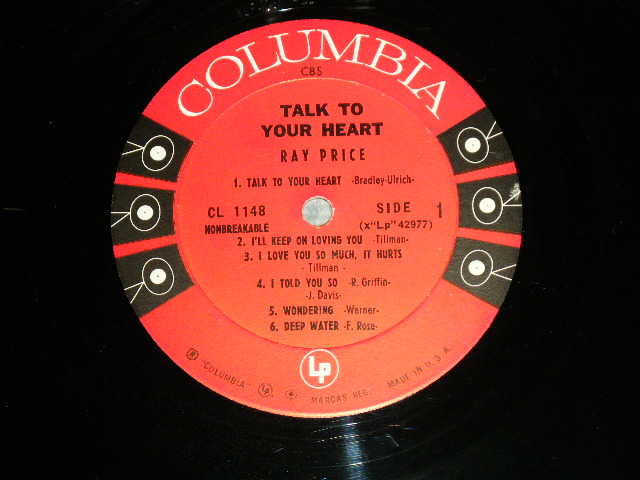 COLUMBIA
CBS
TALK TO
YOUR HEART
RAY PRICE
1. TALK TO YOUR HEART -Bradley-Ulrich-
CL 1148
NONBREAKABLE
SIDE 1
(x"Lp"42977)
2. I'LL KEEP ON LOVING YOU -Tillman-
3. I LOVE YOU SO MUCH, IT HURTS
- Tillman -
4. I TOLD YOU SO -R. Griffin-
-J. Davis-
5. WONDERING -Werner-
6. DEEP WATER -F. Rose-
Lp
® "COLUMBIA" Lp MARCAS REG. MADE IN U.S.A.